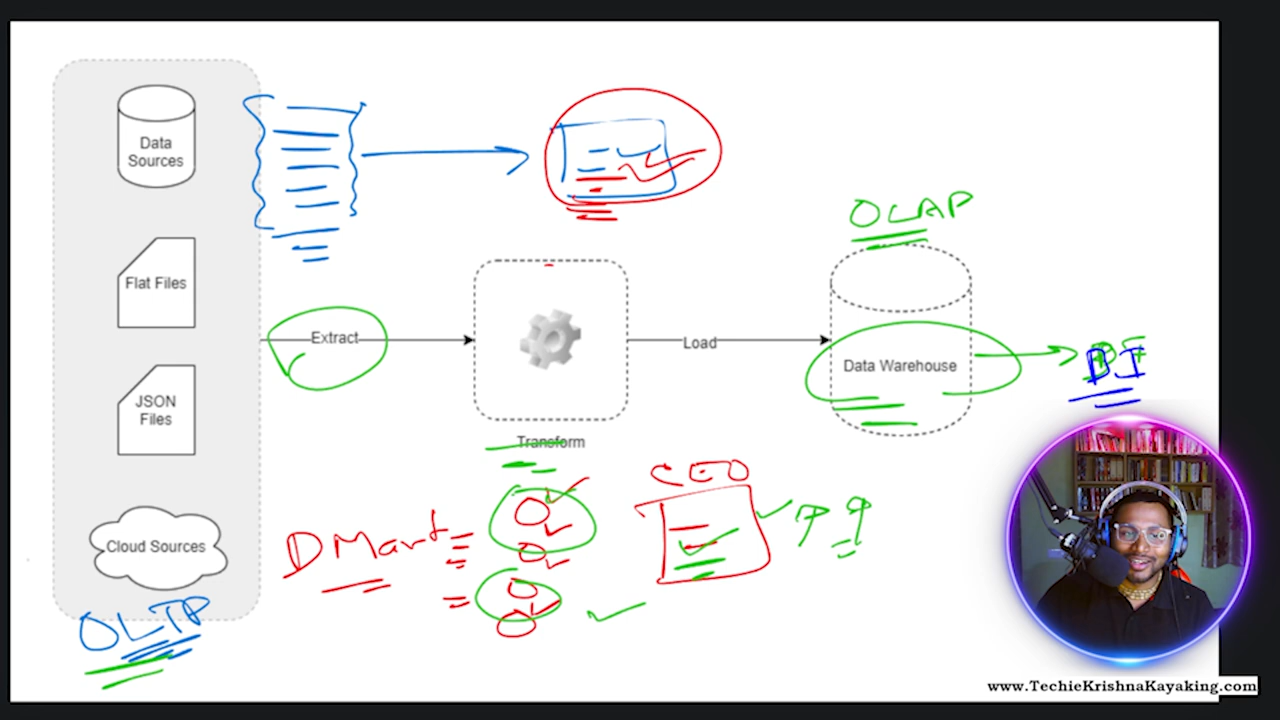 Data
Sources
OLAP
Flat Files
Extract
Load
Data Warehouse
BI
JSON
Files
Transform
CEO
DMart
Cloud Sources
OLTP
www.TechieKrishnaKayaking.com